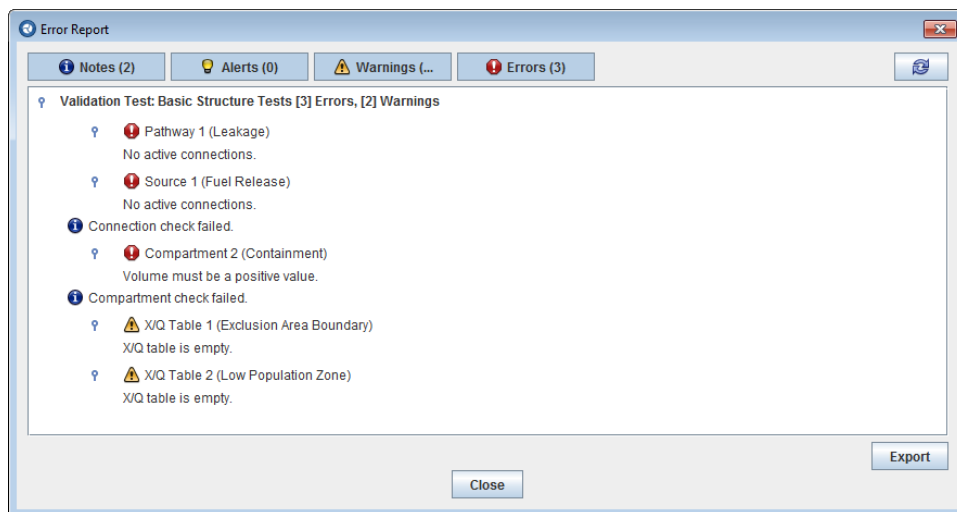 Error Report
Notes (2) Alerts (0) Warnings (... Errors (3)
Validation Test: Basic Structure Tests [3] Errors, [2] Warnings
Pathway 1 (Leakage)
No active connections.
Source 1 (Fuel Release)
No active connections.
Connection check failed.
Compartment 2 (Containment)
Volume must be a positive value.
Compartment check failed.
X/Q Table 1 (Exclusion Area Boundary)
X/Q table is empty.
X/Q Table 2 (Low Population Zone)
X/Q table is empty.
Export
Close